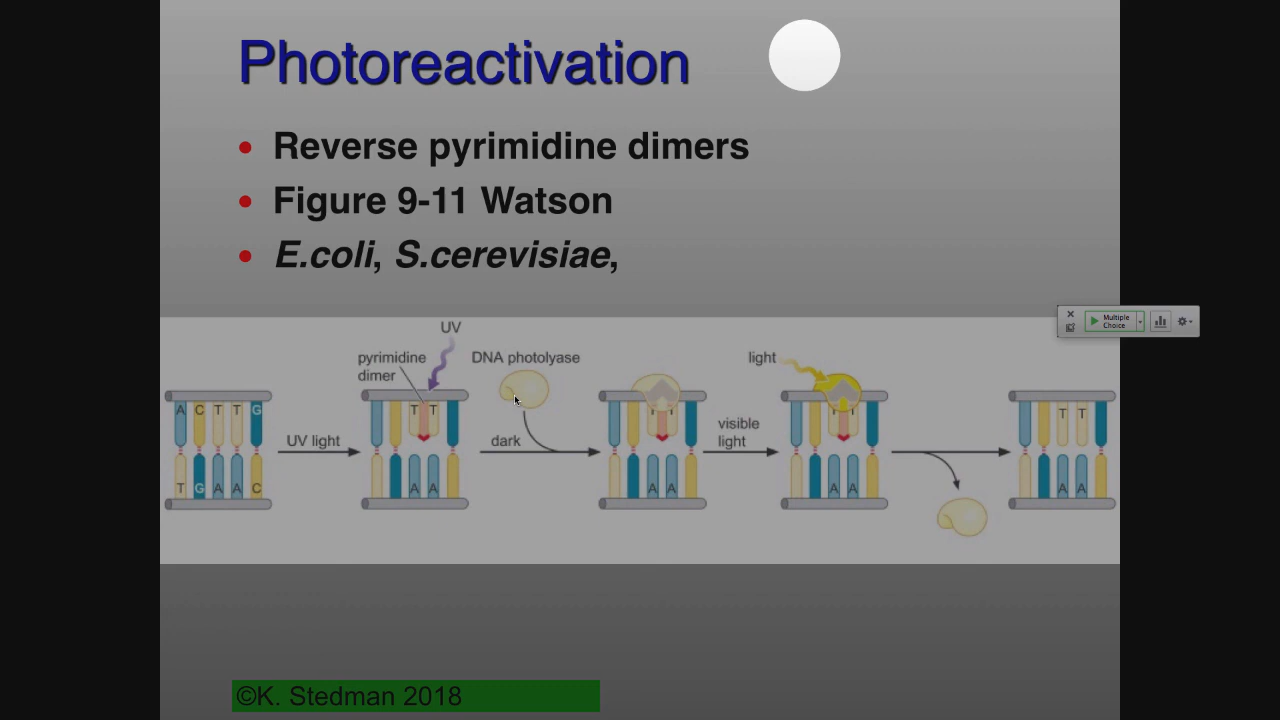 Photoreactivation
• Reverse pyrimidine dimers
• Figure 9-11 Watson
• E.coli, S.cerevisiae,
Multiple
Choice
UV
pyrimidine
dimer
DNA photolyase
light
A C T T G
T T
T T
T T
T T
UV light
dark
visible
light
T G A A C
A A
A A
A A
A A
©K. Stedman 2018